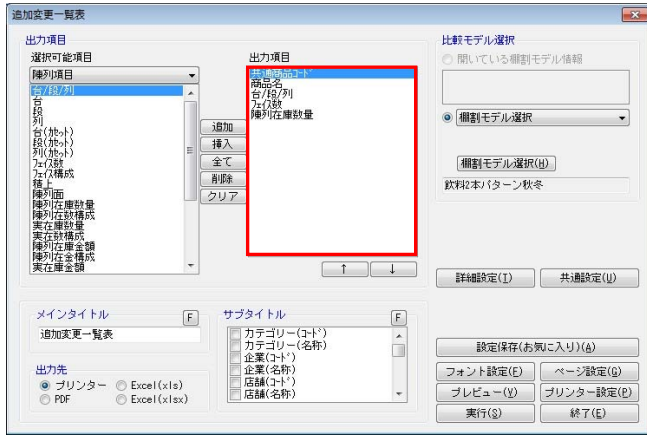 追加変更一覧表
出力項目
選択可能項目
陳列項目
台/段/列
台
段
列
台(ｶｾｯﾄ)
段(ｶｾｯﾄ)
列(ｶｾｯﾄ)
ﾌｪｲｽ数
ﾌｪｲｽ構成
積上
陳列面
陳列在庫数量
陳列在数構成
実在庫数量
実在数構成
陳列在庫金額
陳列在金構成
実在庫金額
追加
挿入
全て
削除
クリア
出力項目
共通商品ｺｰﾄﾞ
商品名
台/段/列
ﾌｪｲｽ数
陳列在庫数量
↑
↓
比較モデル選択
開いている棚割モデル情報
棚割モデル選択
棚割モデル選択(H)
飲料2本パターン秋冬
詳細設定(I)
共通設定(U)
メインタイトル
F
追加変更一覧表
出力先
プリンター
Excel(xls)
PDF
Excel(xlsx)
サブタイトル
F
カテゴリー(ｺｰﾄﾞ)
カテゴリー(名称)
企業(ｺｰﾄﾞ)
企業(名称)
店舗(ｺｰﾄﾞ)
店舗(名称)
設定保存(お気に入り)(A)
フォント設定(F)
ページ設定(G)
プレビュー(V)
プリンター設定(P)
実行(S)
終了(E)